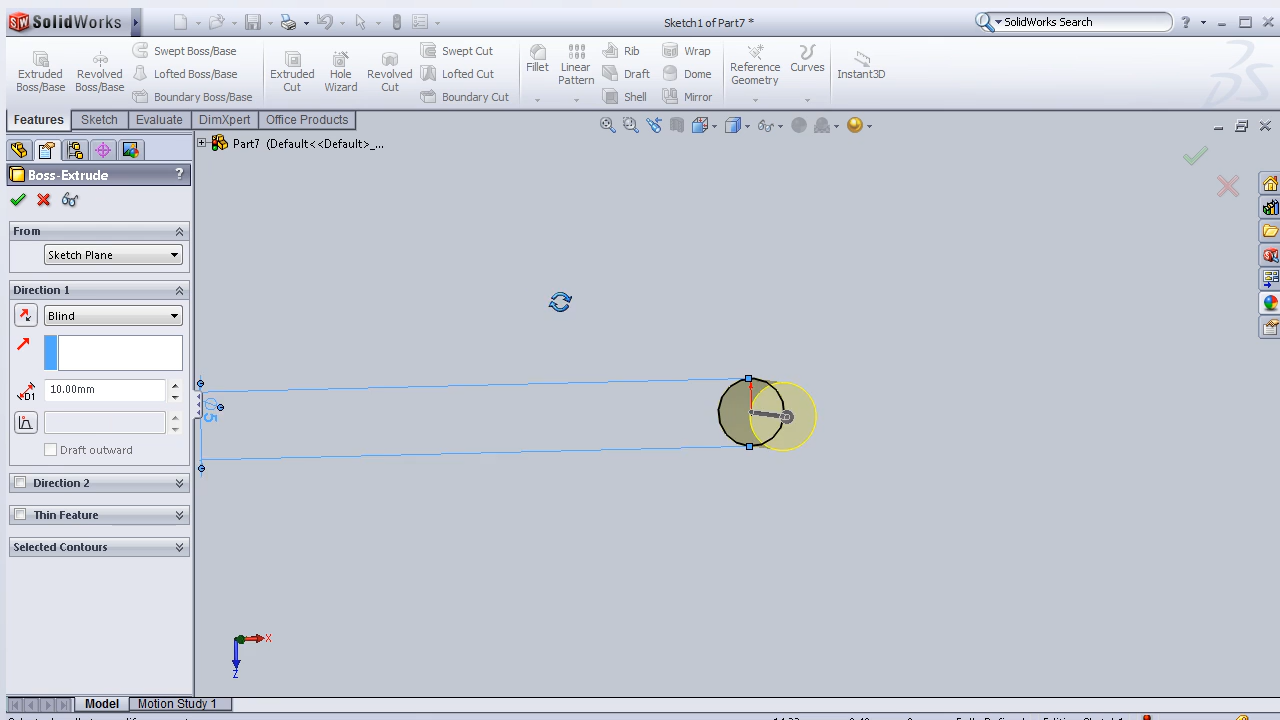 SolidWorks
Sketch1 of Part7 *
SolidWorks Search
Extruded Boss/Base
Revolved Boss/Base
Swept Boss/Base
Lofted Boss/Base
Boundary Boss/Base
Extruded Cut
Hole Wizard
Revolved Cut
Swept Cut
Lofted Cut
Boundary Cut
Fillet
Linear Pattern
Rib
Draft
Shell
Wrap
Dome
Mirror
Reference Geometry
Curves
Instant3D
Features
Sketch
Evaluate
DimXpert
Office Products
Part7 (Default<<Default>_...
Boss-Extrude
?
From
Sketch Plane
Direction 1
Blind
D1
10.00mm
Draft outward
Direction 2
Thin Feature
Selected Contours
5
X
Z
Model
Motion Study 1